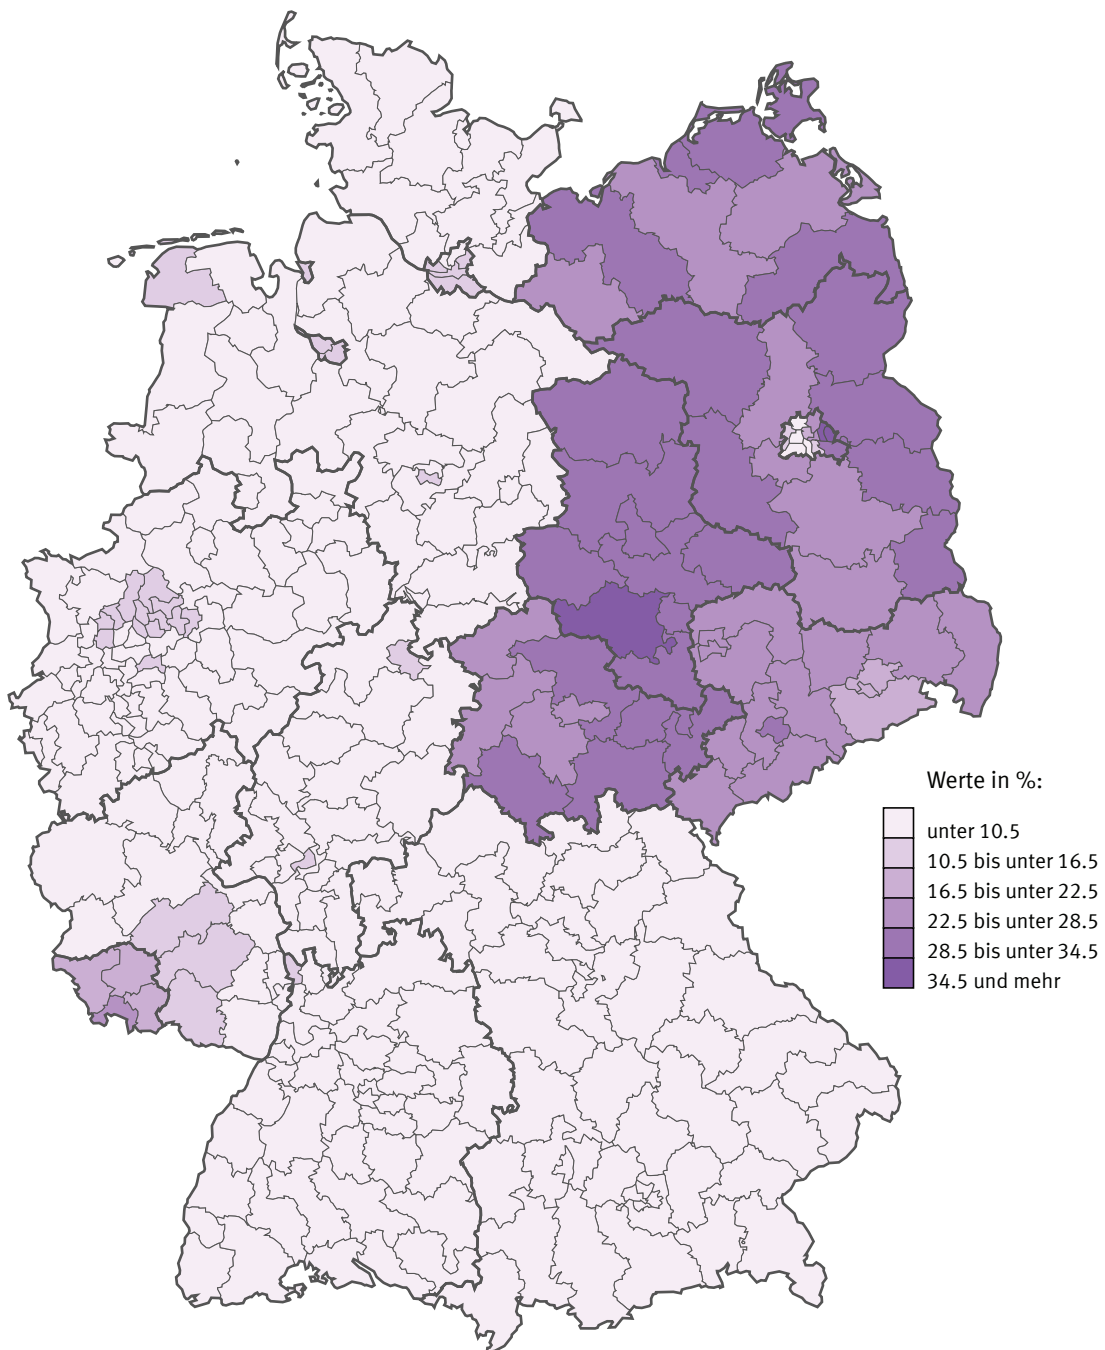 Werte in %:
unter 10.5
10.5 bis unter 16.5
16.5 bis unter 22.5
22.5 bis unter 28.5
28.5 bis unter 34.5
34.5 und mehr